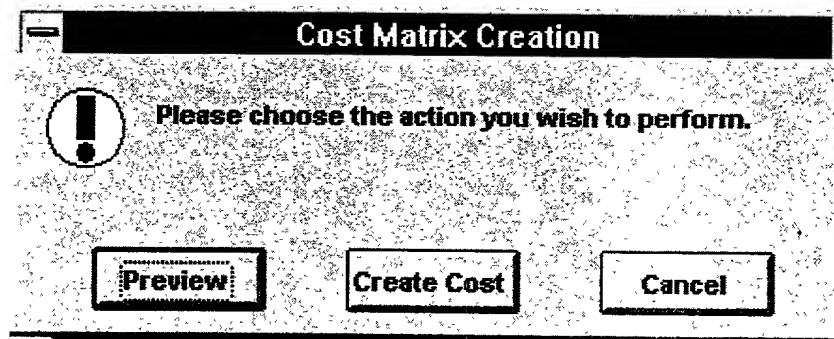 Cost Matrix Creation
Please choose the action you wish to perform.
Preview Create Cost Cancel